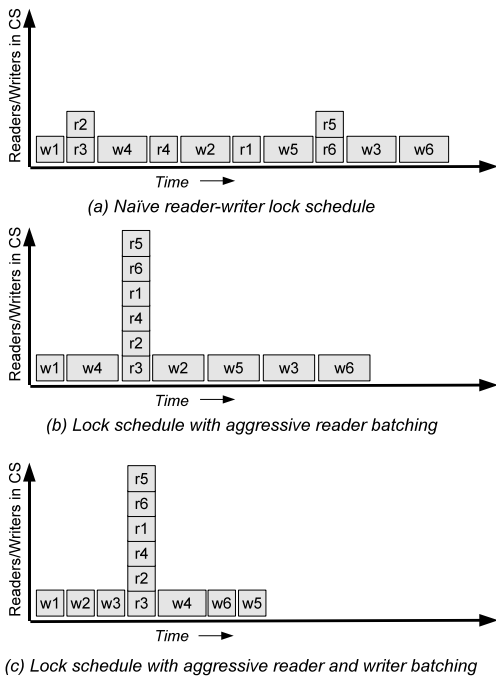 Readers/Writers in CS
r2 r5
w1 r3 w4 r4 w2 r1 w5 r6 w3 w6
Time
(a) Naïve reader-writer lock schedule
Readers/Writers in CS
r5
r6
r1
r4
r2
w1 w4 r3 w2 w5 w3 w6
Time
(b) Lock schedule with aggressive reader batching
Readers/Writers in CS
r5
r6
r1
r4
r2
w1 w2 w3 r3 w4 w6 w5
Time
(c) Lock schedule with aggressive reader and writer batching